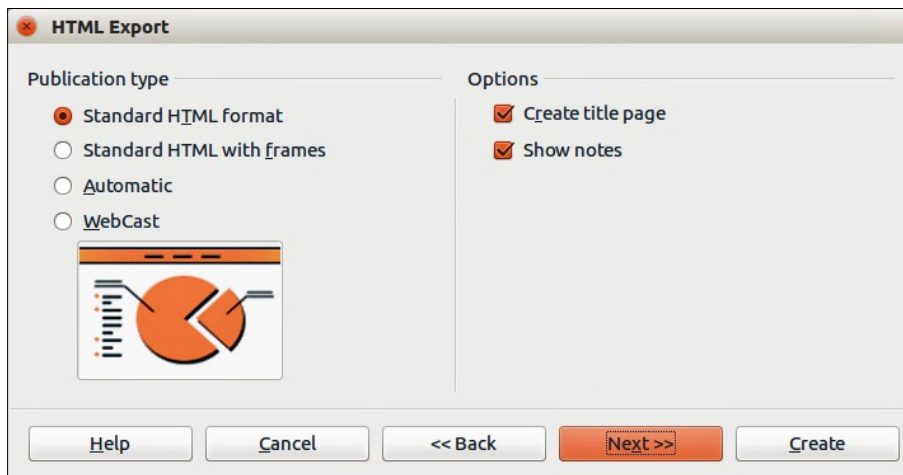 HTML Export
Publication type
Standard HTML format
Standard HTML with frames
Automatic
WebCast
Options
Create title page
Show notes
Help
Cancel
<< Back
Next >>
Create